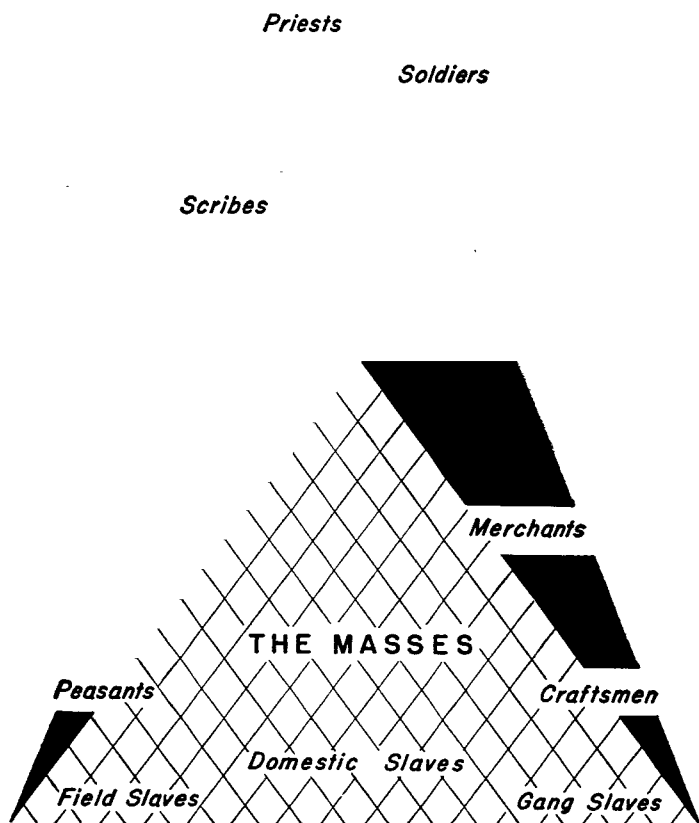 Priests
Soldiers
Scribes
Merchants
THE MASSES
Peasants
Craftsmen
Domestic Slaves
Field Slaves
Gang Slaves